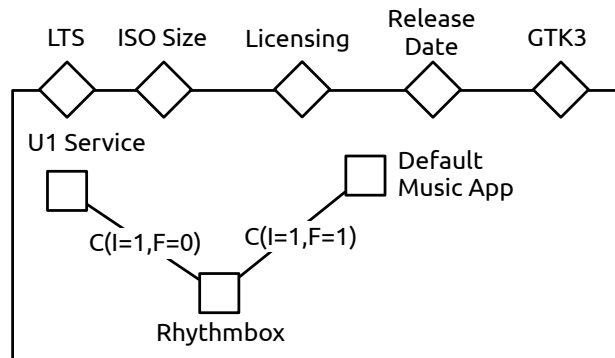 LTS
ISO Size
Licensing
Release
Date
GTK3
U1 Service
Default
Music App
C(I=1,F=0)
C(I=1,F=1)
Rhythmbox